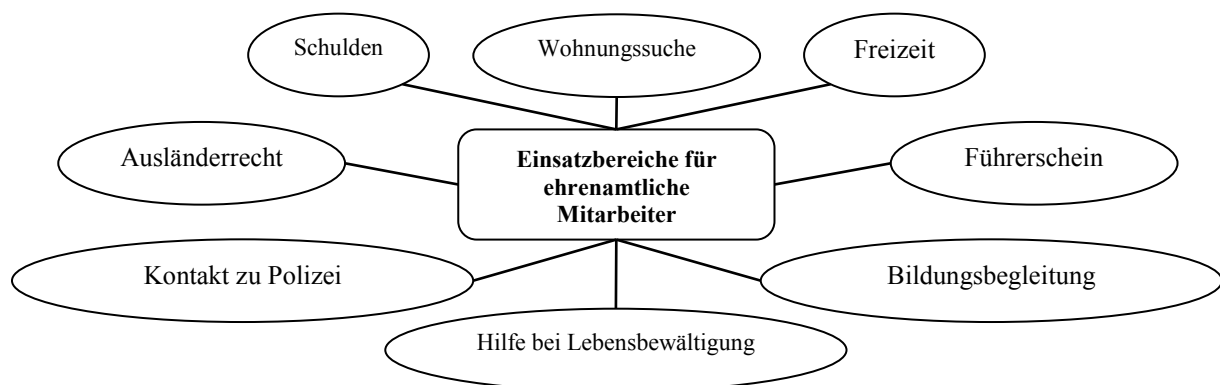 Schulden
Wohnungssuche
Freizeit
Ausländerrecht
Einsatzbereiche für
ehrenamtliche
Mitarbeiter
Führerschein
Kontakt zu Polizei
Bildungsbegleitung
Hilfe bei Lebensbewältigung